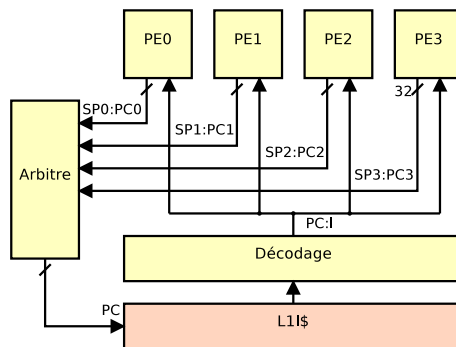 PE0 PE1 PE2 PE3
32
SP0:PC0
SP1:PC1
SP2:PC2
SP3:PC3
Arbitre
PC:I
Décodage
PC
L1I$